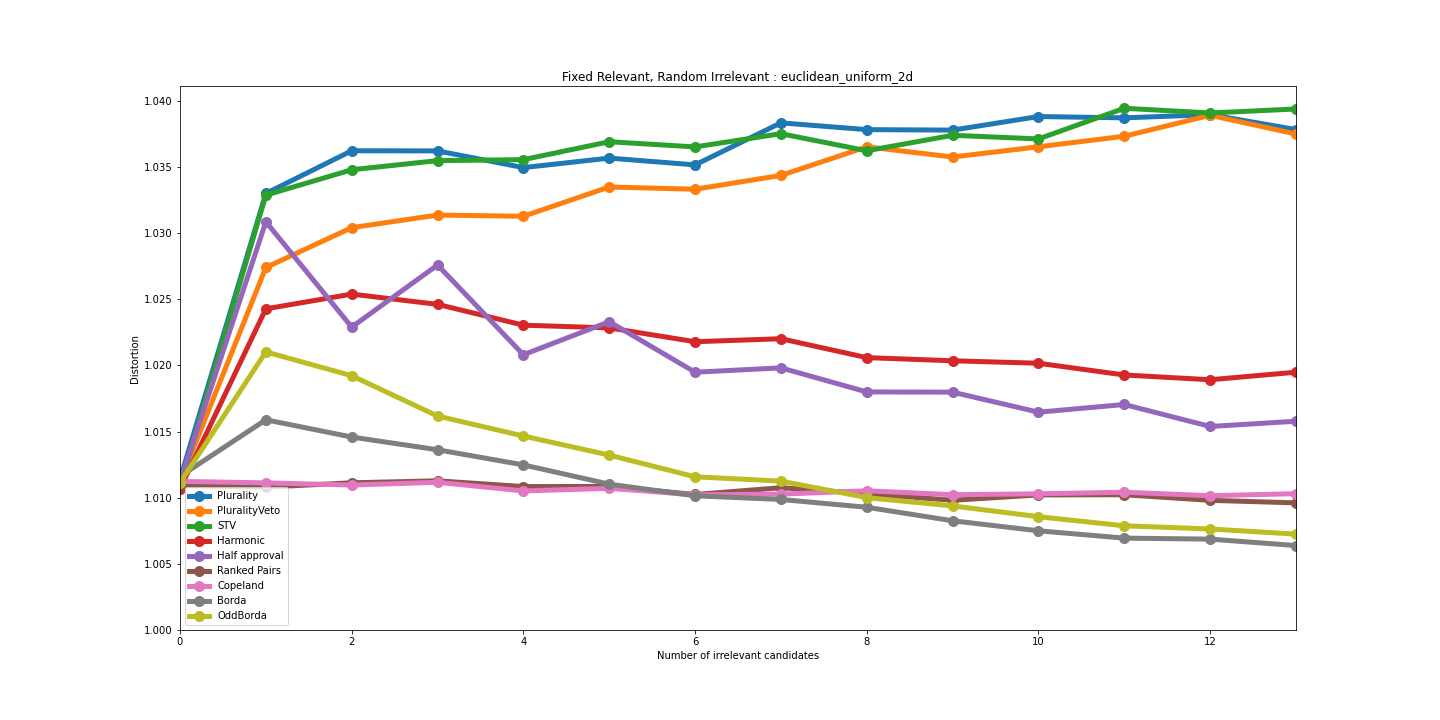 Fixed Relevant, Random Irrelevant : euclidean_uniform_2d
1.040
1.035
1.030
1.025
1.020
1.015
1.010
1.005
1.000
Distortion
Plurality
PluralityVeto
STV
Harmonic
Half approval
Ranked Pairs
Copeland
Borda
OddBorda
0 2 4 6 8 10 12
Number of irrelevant candidates